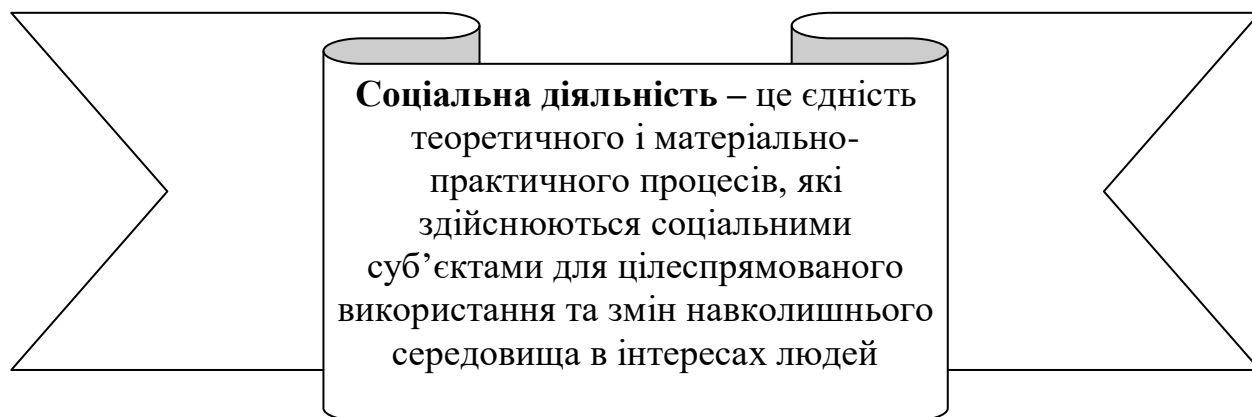 Соціальна діяльність – це єдність
теоретичного і матеріально-
практичного процесів, які
здійснюються соціальними
суб’єктами для цілеспрямованого
використання та змін навколишнього
середовища в інтересах людей